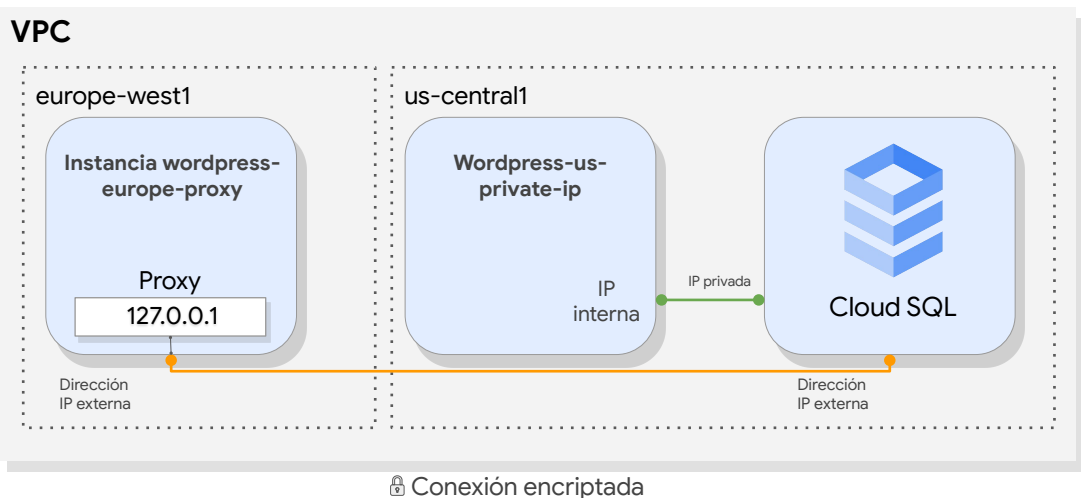 VPC
europe-west1
Instancia wordpress-
europe-proxy
Proxy
127.0.0.1
Dirección
IP externa
us-central1
Wordpress-us-
private-ip
IP
interna
IP privada
Cloud SQL
Dirección
IP externa
Conexión encriptada